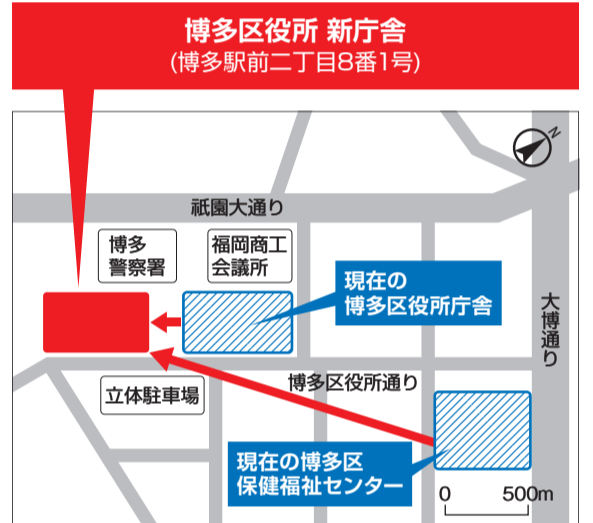 博多区役所 新庁舎
(博多駅前二丁目8番1号)
N
祇園大通り
博多
警察署
福岡商工
会議所
現在の
博多区役所庁舎
大博通り
立体駐車場
博多区役所通り
現在の博多区
保健福祉センター
0 500m